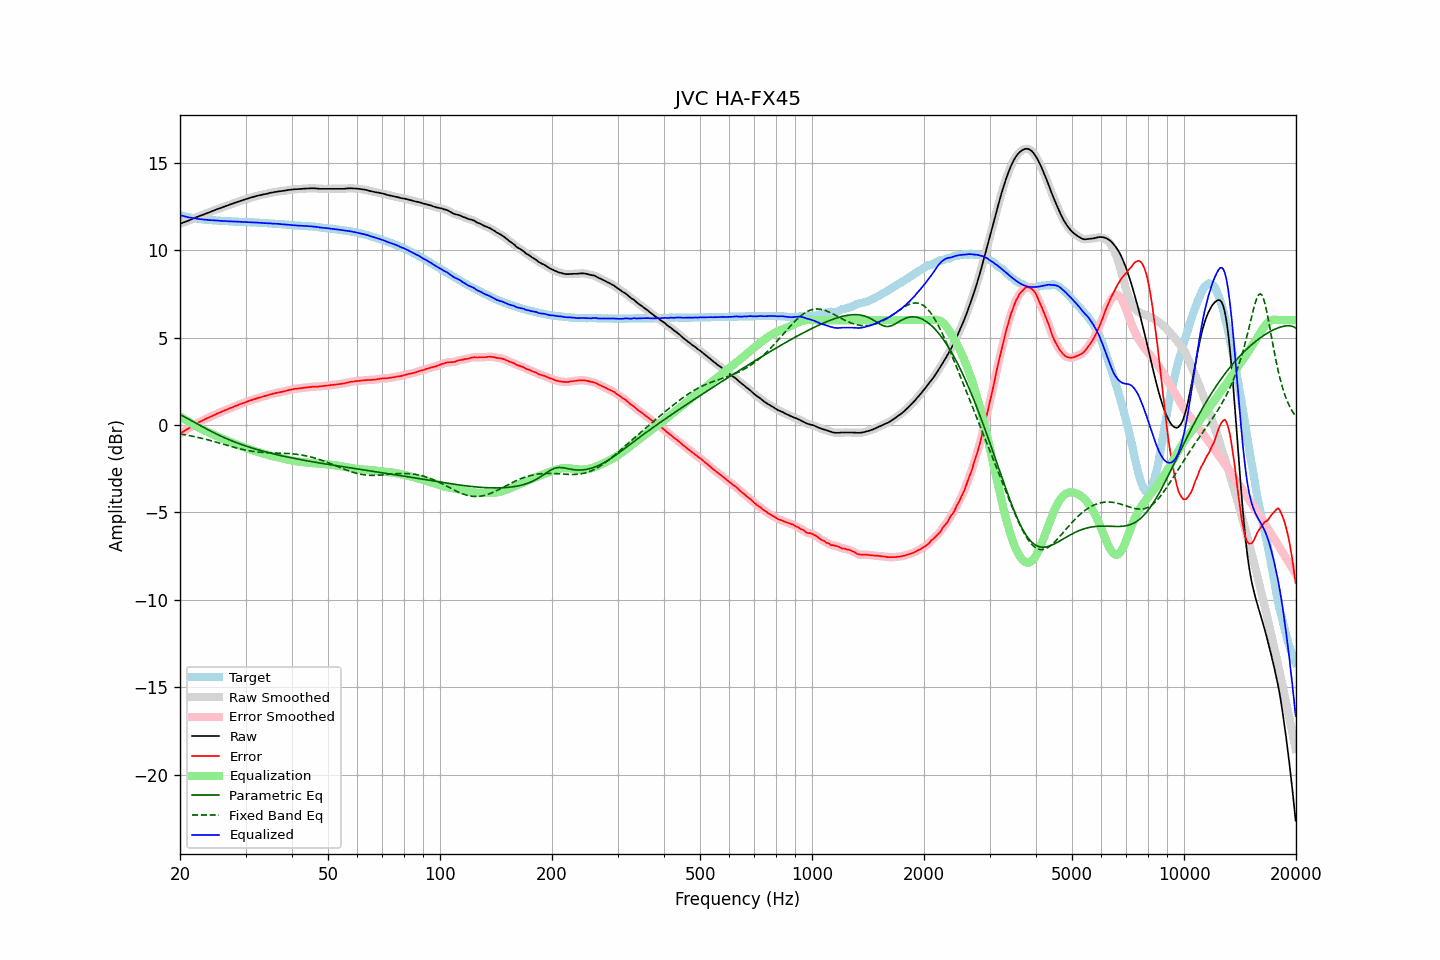 JVC HA-FX45
Amplitude (dBr)
15
10
5
0
−5
−10
−15
−20
Target
Raw Smoothed
Error Smoothed
Raw
Error
Equalization
Parametric Eq
Fixed Band Eq
Equalized
20 50 100 200 500 1000 2000 5000 10000 20000
Frequency (Hz)